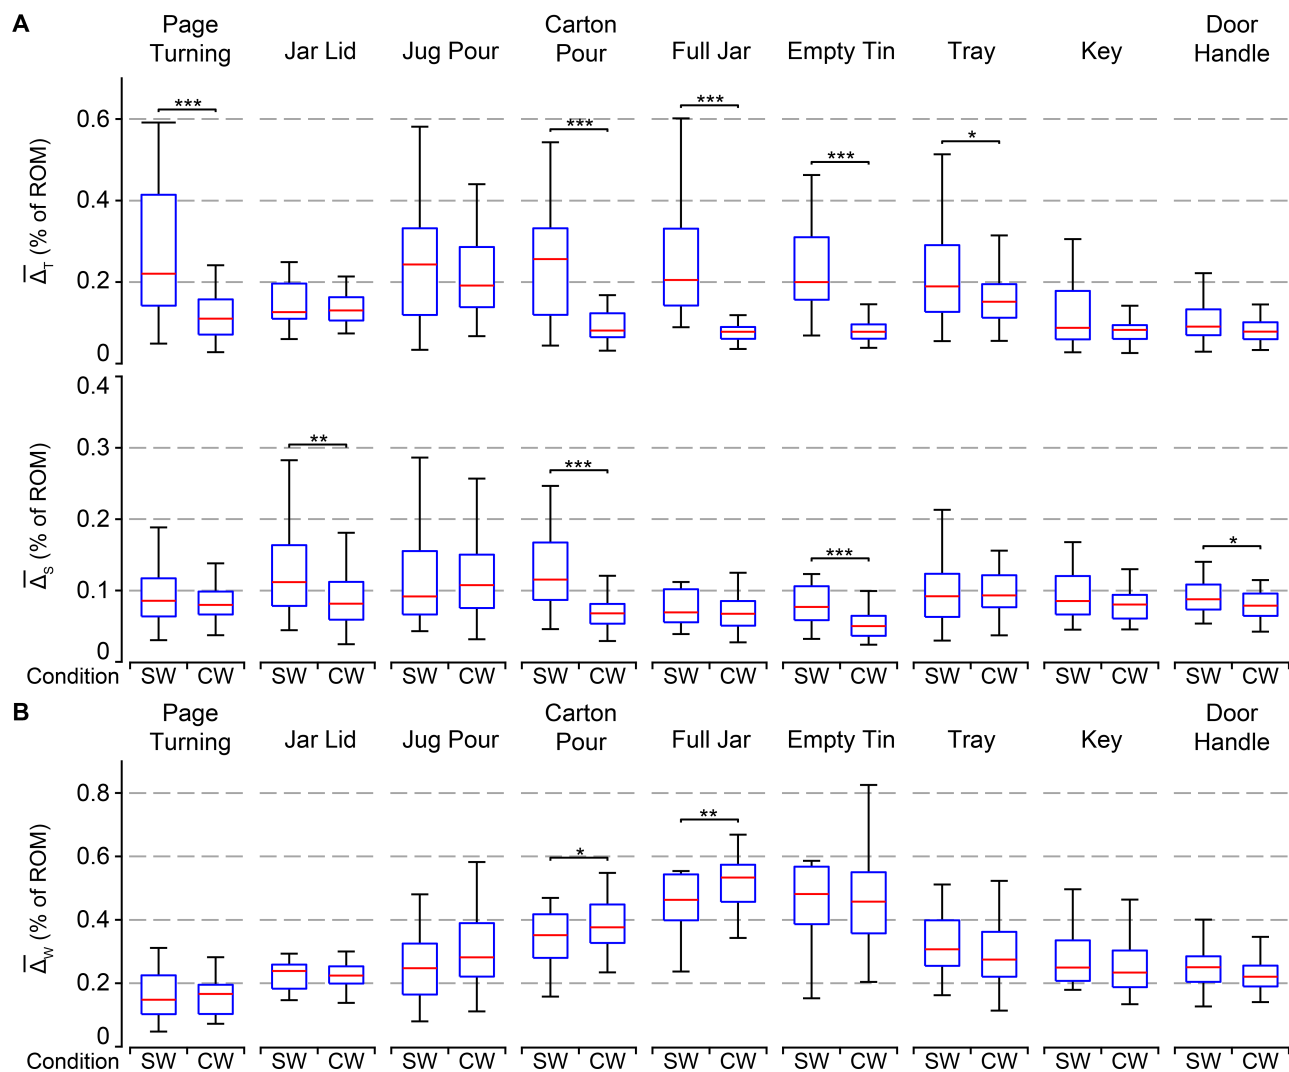 A
Page Turning
Jar Lid
Jug Pour
Carton Pour
Full Jar
Empty Tin
Tray
Key
Door Handle
Δ̅T (% of ROM)
0.6
0.4
0.2
0
***
***
***
***
*
Δ̅S (% of ROM)
0.4
0.3
0.2
0.1
0
**
***
***
*
Condition SW CW SW CW SW CW SW CW SW CW SW CW SW CW SW CW SW CW
B
Page Turning
Jar Lid
Jug Pour
Carton Pour
Full Jar
Empty Tin
Tray
Key
Door Handle
Δ̅W (% of ROM)
0.8
0.6
0.4
0.2
0
*
**
Condition SW CW SW CW SW CW SW CW SW CW SW CW SW CW SW CW SW CW